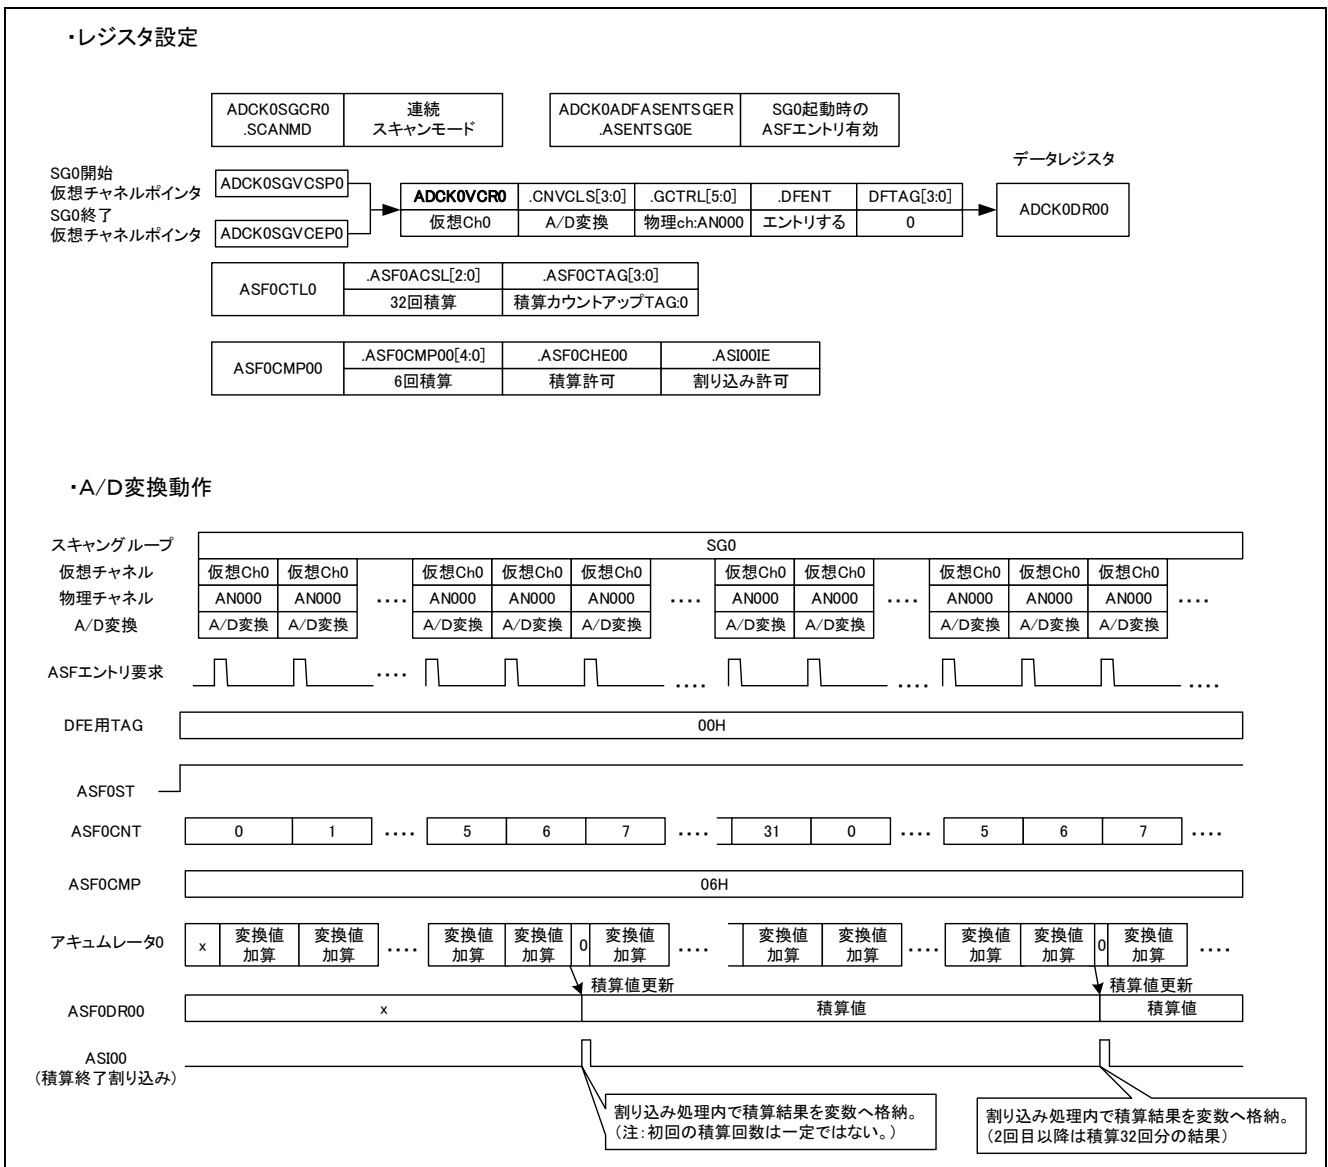 ・レジスタ設定
ADCK0SGCR0
.SCANMD
連続
スキャンモード
ADCK0ADFASENTSGER
.ASENTSG0E
SG0起動時の
ASFエントリ有効
データレジスタ
SG0開始
仮想チャネルポインタ
ADCK0SGVCSP0
SG0終了
仮想チャネルポインタ
ADCK0SGVCEP0
ADCK0VCR0 .CNVCLS[3:0] .GCTRL[5:0] .DFENT DFTAG[3:0]
仮想Ch0 A/D変換 物理ch:AN000 エントリする 0
ADCK0DR00
ASF0CTL0
.ASF0ACSL[2:0] .ASF0CTAG[3:0]
32回積算 積算カウントアップTAG:0
ASF0CMP00
.ASF0CMP00[4:0] .ASF0CHE00 .ASI00IE
6回積算 積算許可 割り込み許可
・A/D変換動作
スキャングループ SG0
仮想チャネル 仮想Ch0 仮想Ch0 仮想Ch0 仮想Ch0 仮想Ch0 仮想Ch0 仮想Ch0 仮想Ch0 仮想Ch0 仮想Ch0
物理チャネル AN000 AN000 ‥‥ AN000 AN000 AN000 ‥‥ AN000 AN000 ‥‥ AN000 AN000 AN000 ‥‥
A/D変換 A/D変換 A/D変換 A/D変換 A/D変換 A/D変換 A/D変換 A/D変換 A/D変換 A/D変換 A/D変換
ASFエントリ要求 ‥‥ ‥‥ ‥‥ ‥‥
DFE用TAG 00H
ASF0ST
ASF0CNT 0 1 ‥‥ 5 6 7 ‥‥ 31 0 ‥‥ 5 6 7 ‥‥
ASF0CMP 06H
アキュムレータ0 x 変換値 変換値 ‥‥ 変換値 変換値 0 変換値 ‥‥ 変換値 変換値 ‥‥ 変換値 変換値 0 変換値 ‥‥
加算 加算 加算 加算 加算 加算 加算 加算 加算 加算
積算値更新 積算値更新
ASF0DR00 x 積算値 積算値
ASI00
(積算終了割り込み)
割り込み処理内で積算結果を変数へ格納。
(注:初回の積算回数は一定ではない。)
割り込み処理内で積算結果を変数へ格納。
(2回目以降は積算32回分の結果)